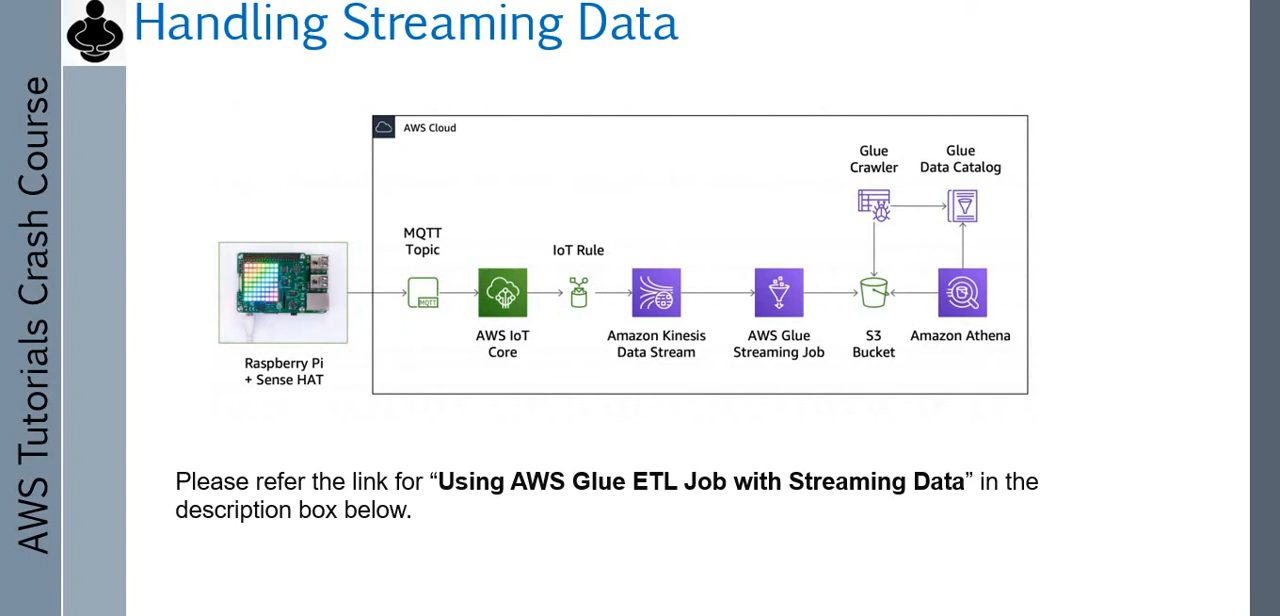 Handling Streaming Data
AWS Tutorials Crash Course
AWS Cloud
Glue
Crawler
Glue
Data Catalog
MQTT
Topic
IoT Rule
MQTT
AWS IoT
Core
Amazon Kinesis
Data Stream
AWS Glue
Streaming Job
S3
Bucket
Amazon Athena
Raspberry Pi
+ Sense HAT
Please refer the link for “Using AWS Glue ETL Job with Streaming Data” in the
description box below.